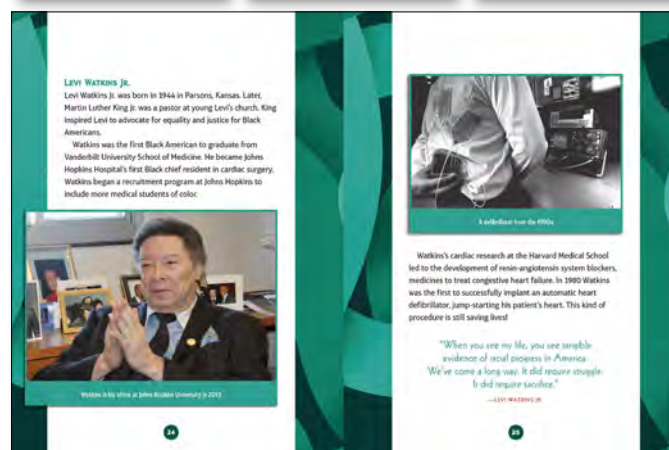 LEVI WATKINS JR.
Levi Watkins Jr. was born in 1944 in Parsons, Kansas. Later,
Martin Luther King Jr. was a pastor at young Levi's church. King
inspired Levi to advocate for equality and justice for Black
Americans.
Watkins was the first Black American to graduate from
Vanderbilt University School of Medicine. He became Johns
Hopkins Hospital's first Black chief resident in cardiac surgery.
Watkins began a recruitment program at Johns Hopkins to
include more medical students of color.
Watkins in his office at Johns Hopkins University in 2013
24
A defibrillator from the 1980s
Watkins's cardiac research at the Harvard Medical School
led to the development of renin-angiotensin system blockers,
medicines to treat congestive heart failure. In 1980 Watkins
was the first to successfully implant an automatic heart
defibrillator, jump-starting his patient's heart. This kind of
procedure is still saving lives!
"When you see my life, you see tangible
evidence of racial progress in America.
We've come a long way. It did require struggle.
It did require sacrifice."
—LEVI WATKINS JR.
25